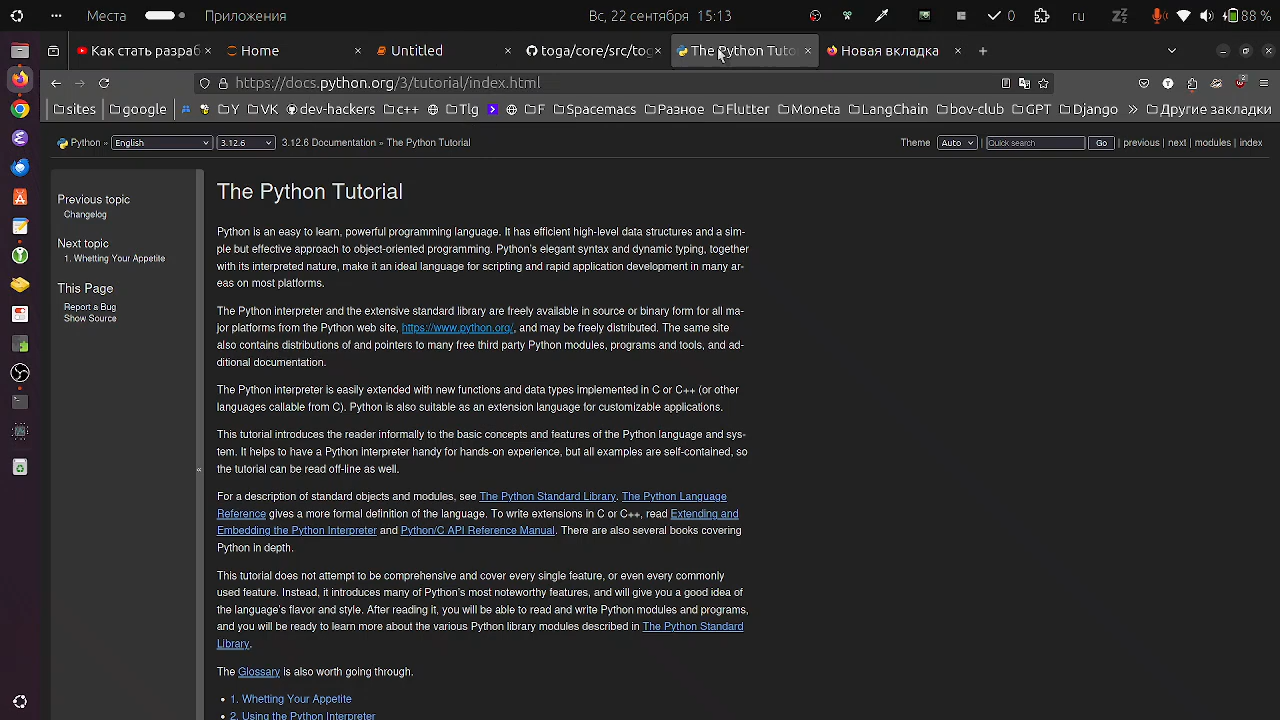 Места Приложения Вс, 22 сентября 15:13 0 ru 88 %
Как стать разраб Home Untitled toga/core/src/tog The Python Tuto Новая вкладка
https://docs.python.org/3/tutorial/index.html
sites google Y VK dev-hackers c++ Tlg F Spacemacs Разное Flutter Moneta LangChain bov-club GPT Django Другие закладки
Python » English 3.12.6 3.12.6 Documentation » The Python Tutorial Theme Auto Quick search Go | previous | next | modules | index
Previous topic
Changelog
Next topic
1. Whetting Your Appetite
This Page
Report a Bug
Show Source
«
The Python Tutorial
Python is an easy to learn, powerful programming language. It has efficient high-level data structures and a sim-
ple but effective approach to object-oriented programming. Python's elegant syntax and dynamic typing, together
with its interpreted nature, make it an ideal language for scripting and rapid application development in many ar-
eas on most platforms.
The Python interpreter and the extensive standard library are freely available in source or binary form for all ma-
jor platforms from the Python web site, https://www.python.org/, and may be freely distributed. The same site
also contains distributions of and pointers to many free third party Python modules, programs and tools, and ad-
ditional documentation.
The Python interpreter is easily extended with new functions and data types implemented in C or C++ (or other
languages callable from C). Python is also suitable as an extension language for customizable applications.
This tutorial introduces the reader informally to the basic concepts and features of the Python language and sys-
tem. It helps to have a Python interpreter handy for hands-on experience, but all examples are self-contained, so
the tutorial can be read off-line as well.
For a description of standard objects and modules, see The Python Standard Library. The Python Language
Reference gives a more formal definition of the language. To write extensions in C or C++, read Extending and
Embedding the Python Interpreter and Python/C API Reference Manual. There are also several books covering
Python in depth.
This tutorial does not attempt to be comprehensive and cover every single feature, or even every commonly
used feature. Instead, it introduces many of Python's most noteworthy features, and will give you a good idea of
the language's flavor and style. After reading it, you will be able to read and write Python modules and programs,
and you will be ready to learn more about the various Python library modules described in The Python Standard
Library.
The Glossary is also worth going through.
• 1. Whetting Your Appetite
• 2. Using the Python Interpreter